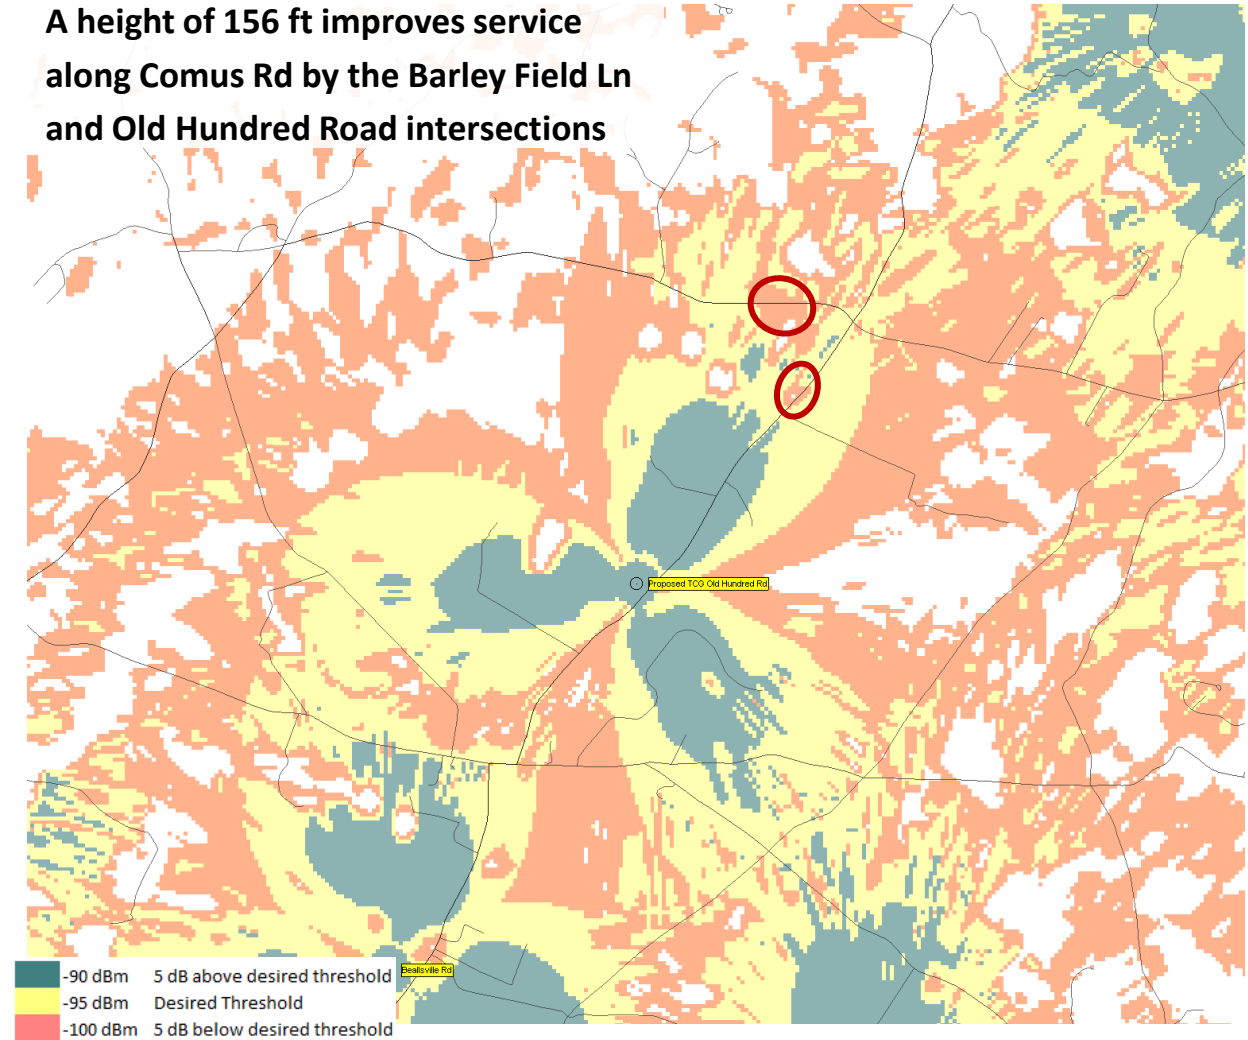 A height of 156 ft improves service
along Comus Rd by the Barley Field Ln
and Old Hundred Road intersections
Proposed TCG Old Hundred Rd
Beallsville Rd
-90 dBm 5 dB above desired threshold
-95 dBm Desired Threshold
-100 dBm 5 dB below desired threshold